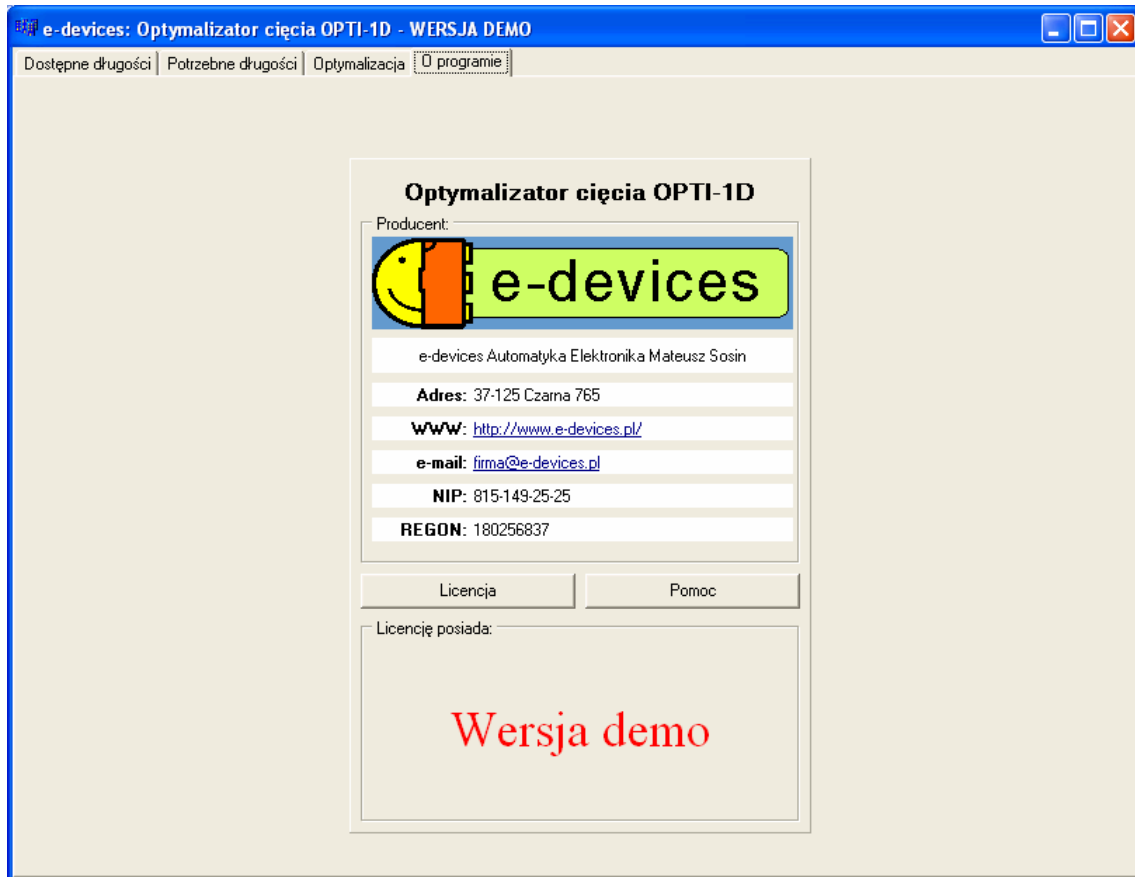 e-devices: Optymalizator cięcia OPTI-1D - WERSJA DEMO
Dostępne długości Potrzebne długości Optymalizacja O programie
Optymalizator cięcia OPTI-1D
Producent:
e-devices
e-devices Automatyka Elektronika Mateusz Sosin
Adres: 37-125 Czarna 765
WWW: http://www.e-devices.pl/
e-mail: firma@e-devices.pl
NIP: 815-149-25-25
REGON: 180256837
Licencja Pomoc
Licencję posiada:
Wersja demo